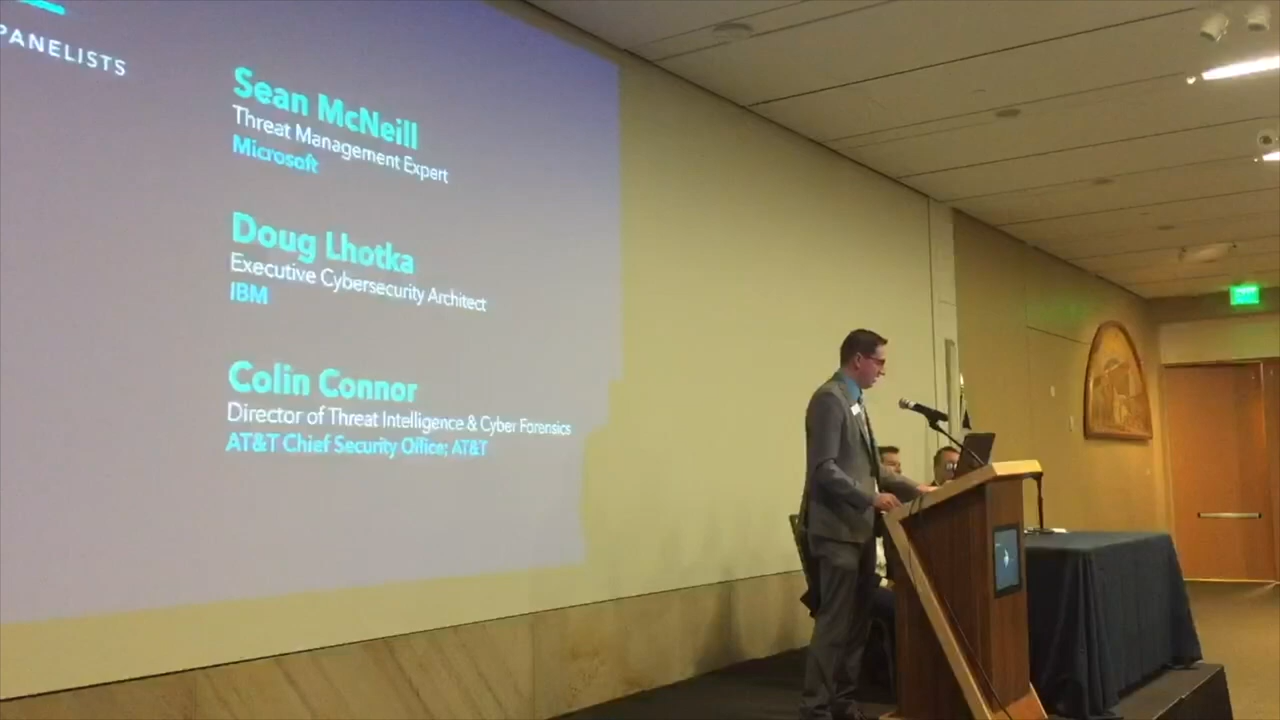 PANELISTS
Sean McNeill
Threat Management Expert
Microsoft
Doug Lhotka
Executive Cybersecurity Architect
IBM
Colin Connor
Director of Threat Intelligence & Cyber Forensics
AT&T Chief Security Office; AT&T